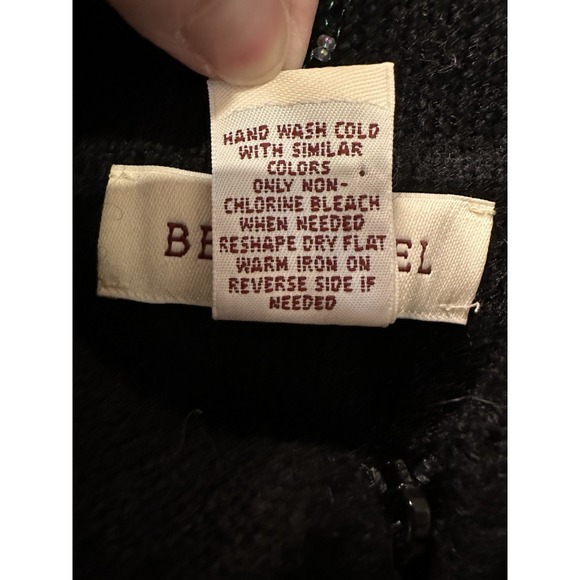 HAND WASH COLD
WITH SIMILAR
COLORS
ONLY NON-
CHLORINE BLEACH
WHEN NEEDED
RESHAPE DRY FLAT
WARM IRON ON
REVERSE SIDE IF
NEEDED